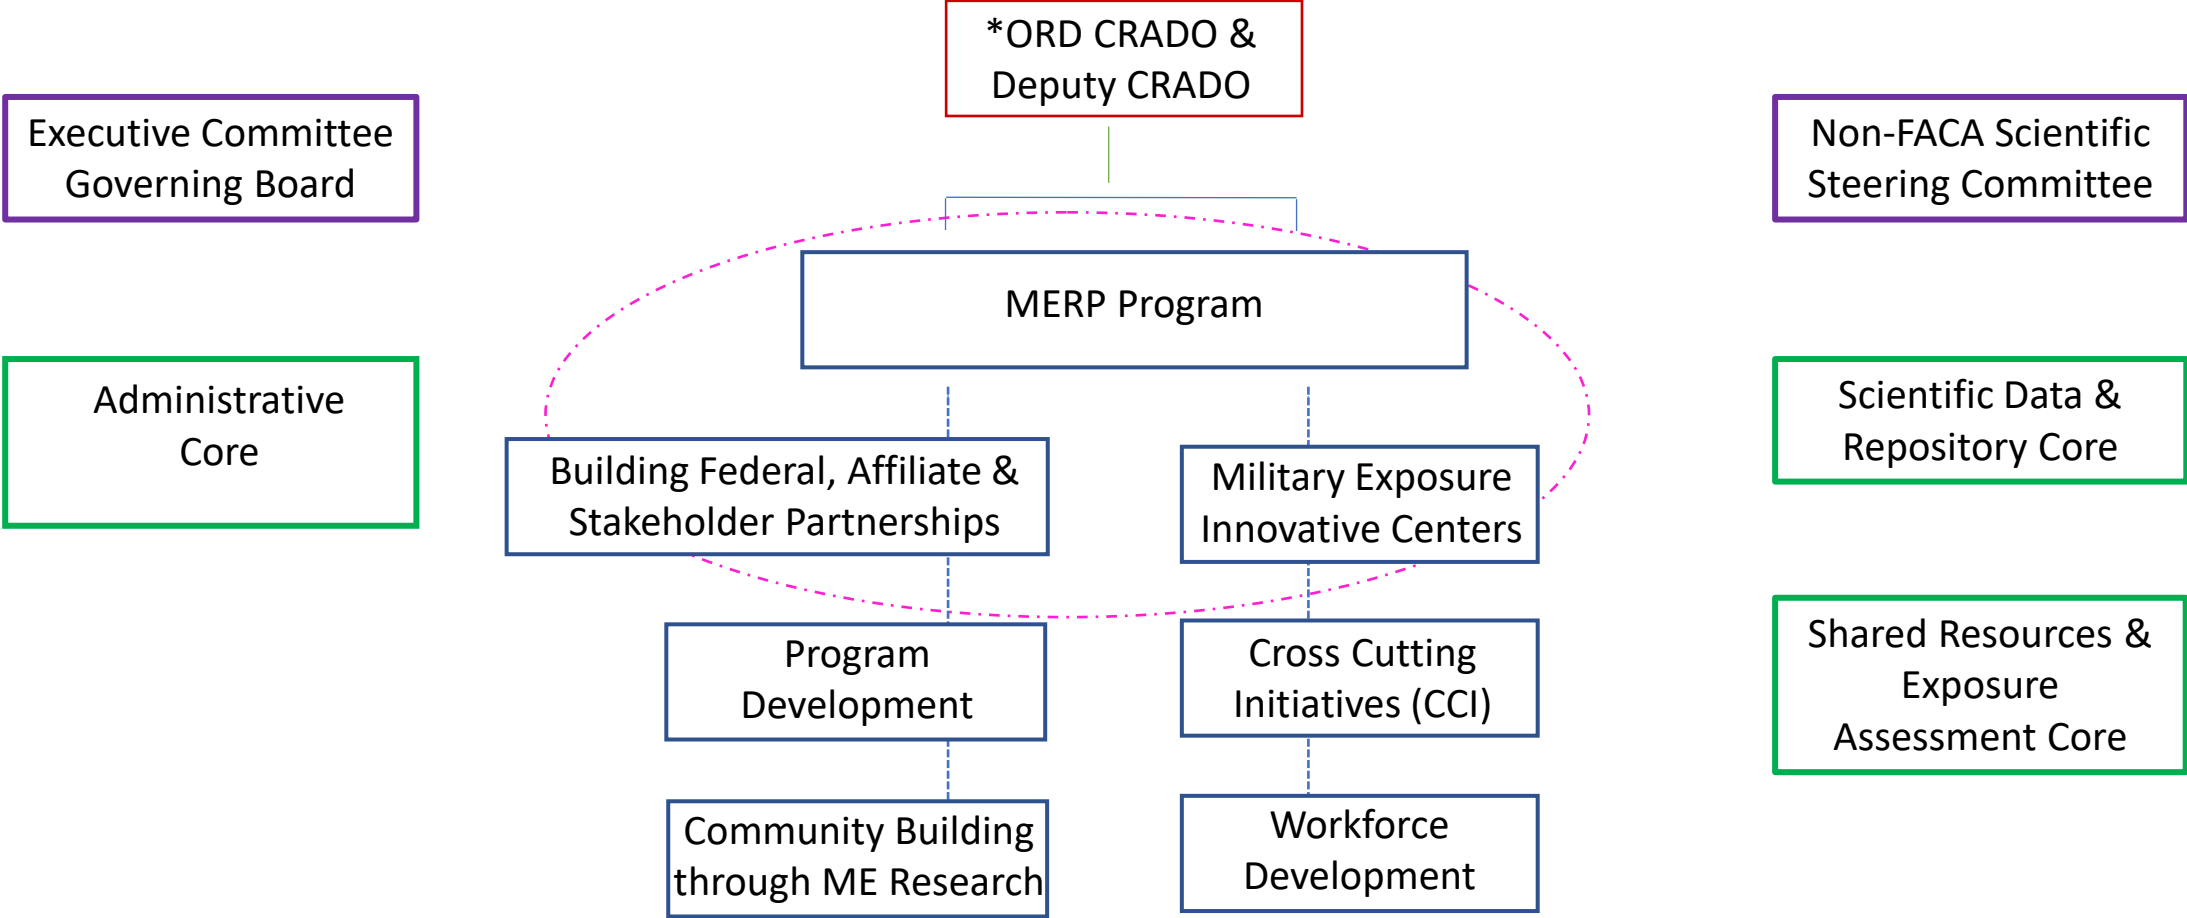 *ORD CRADO &
Deputy CRADO
Executive Committee
Governing Board
Non-FACA Scientific
Steering Committee
MERP Program
Administrative
Core
Scientific Data &
Repository Core
Building Federal, Affiliate &
Stakeholder Partnerships
Military Exposure
Innovative Centers
Program
Development
Cross Cutting
Initiatives (CCI)
Shared Resources &
Exposure
Assessment Core
Community Building
through ME Research
Workforce
Development